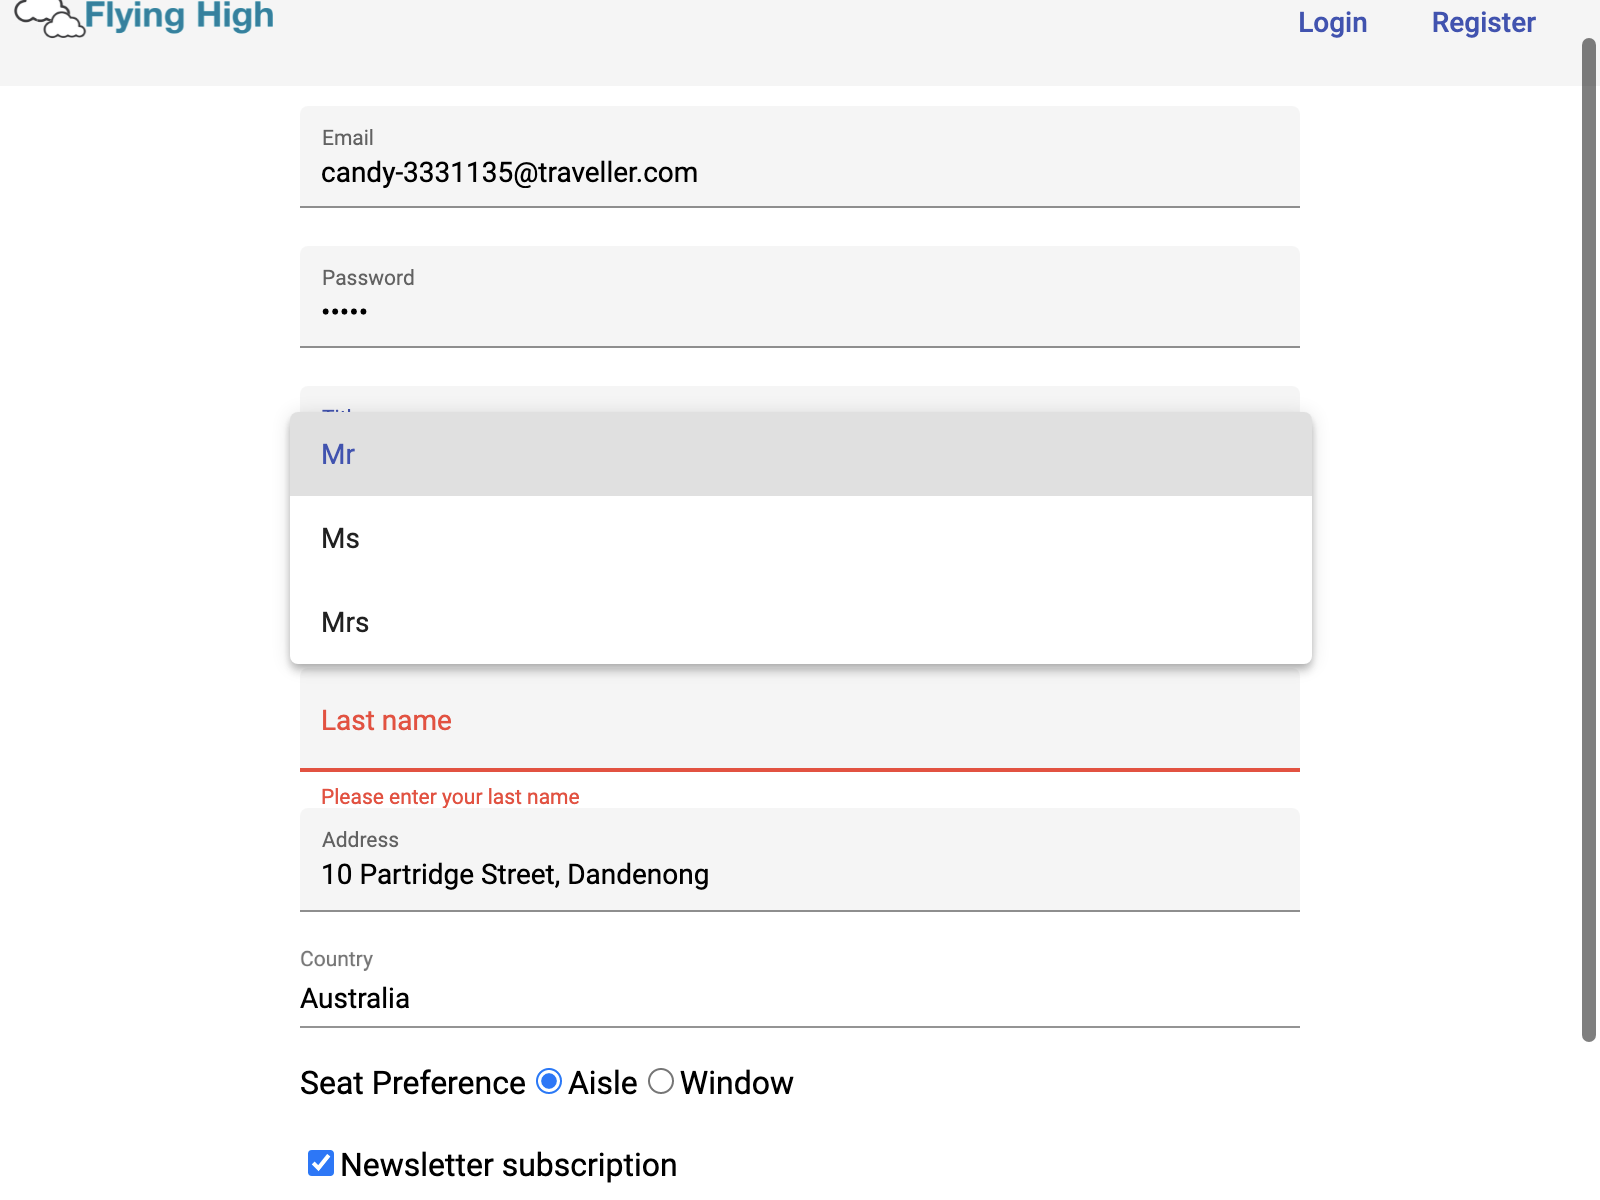 Flying High
Login Register
Email
candy-3331135@traveller.com
Password
•••••
Mr
Ms
Mrs
Last name
Please enter your last name
Address
10 Partridge Street, Dandenong
Country
Australia
Seat Preference Aisle Window
Newsletter subscription